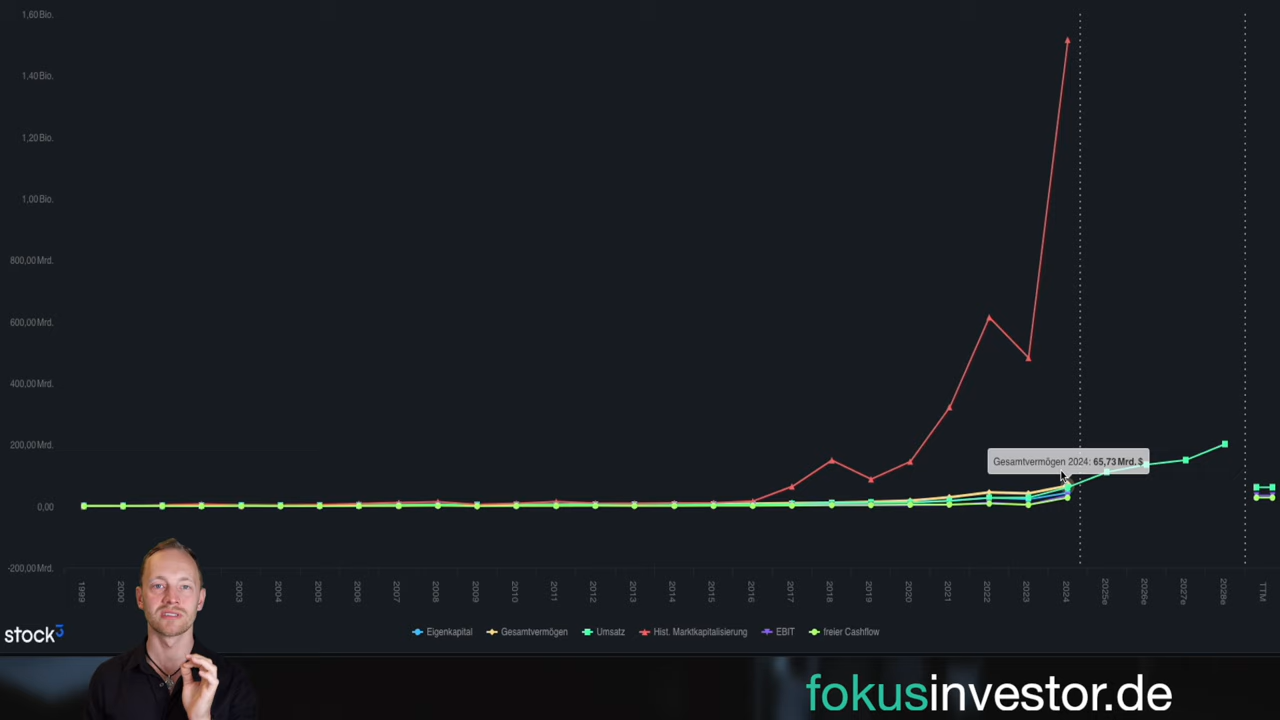 1,60 Bio.
1,40 Bio.
1,20 Bio.
1,00 Bio.
800,00 Mrd.
600,00 Mrd.
400,00 Mrd.
200,00 Mrd.
0,00
-200,00 Mrd.
Gesamtvermögen 2024: 65,73 Mrd. $
1999
2000
2003
2004
2005
2006
2007
2008
2009
2010
2011
2012
2013
2014
2015
2016
2017
2018
2019
2020
2021
2022
2023
2024
2025e
2026e
2027e
2028e
TTM
Eigenkapital
Gesamtvermögen
Umsatz
Hist. Marktkapitalisierung
EBIT
freier Cashflow
stock3
fokusinvestor.de